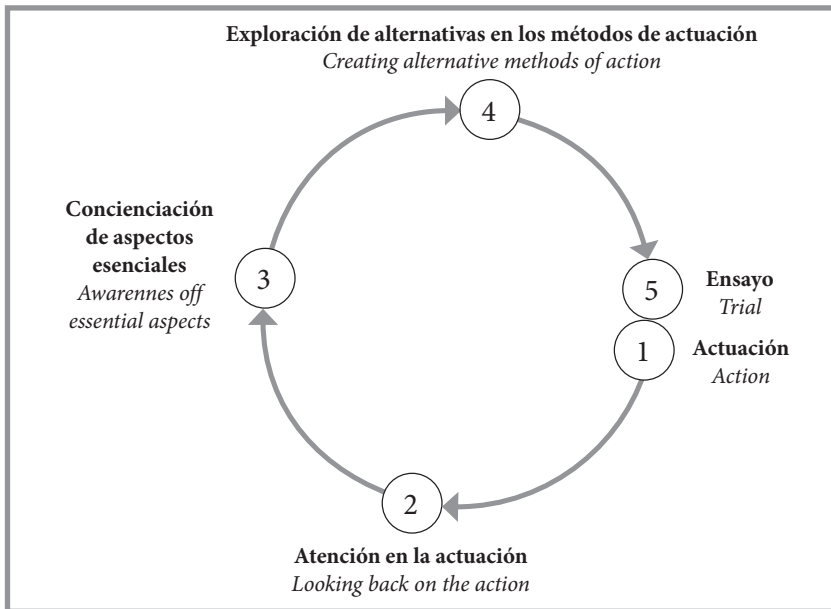 Exploración de alternativas en los métodos de actuación
Creating alternative methods of action
4
Concienciación
de aspectos
esenciales
Awarennes off
essential aspects
3
5
Ensayo
Trial
1
Actuación
Action
2
Atención en la actuación
Looking back on the action